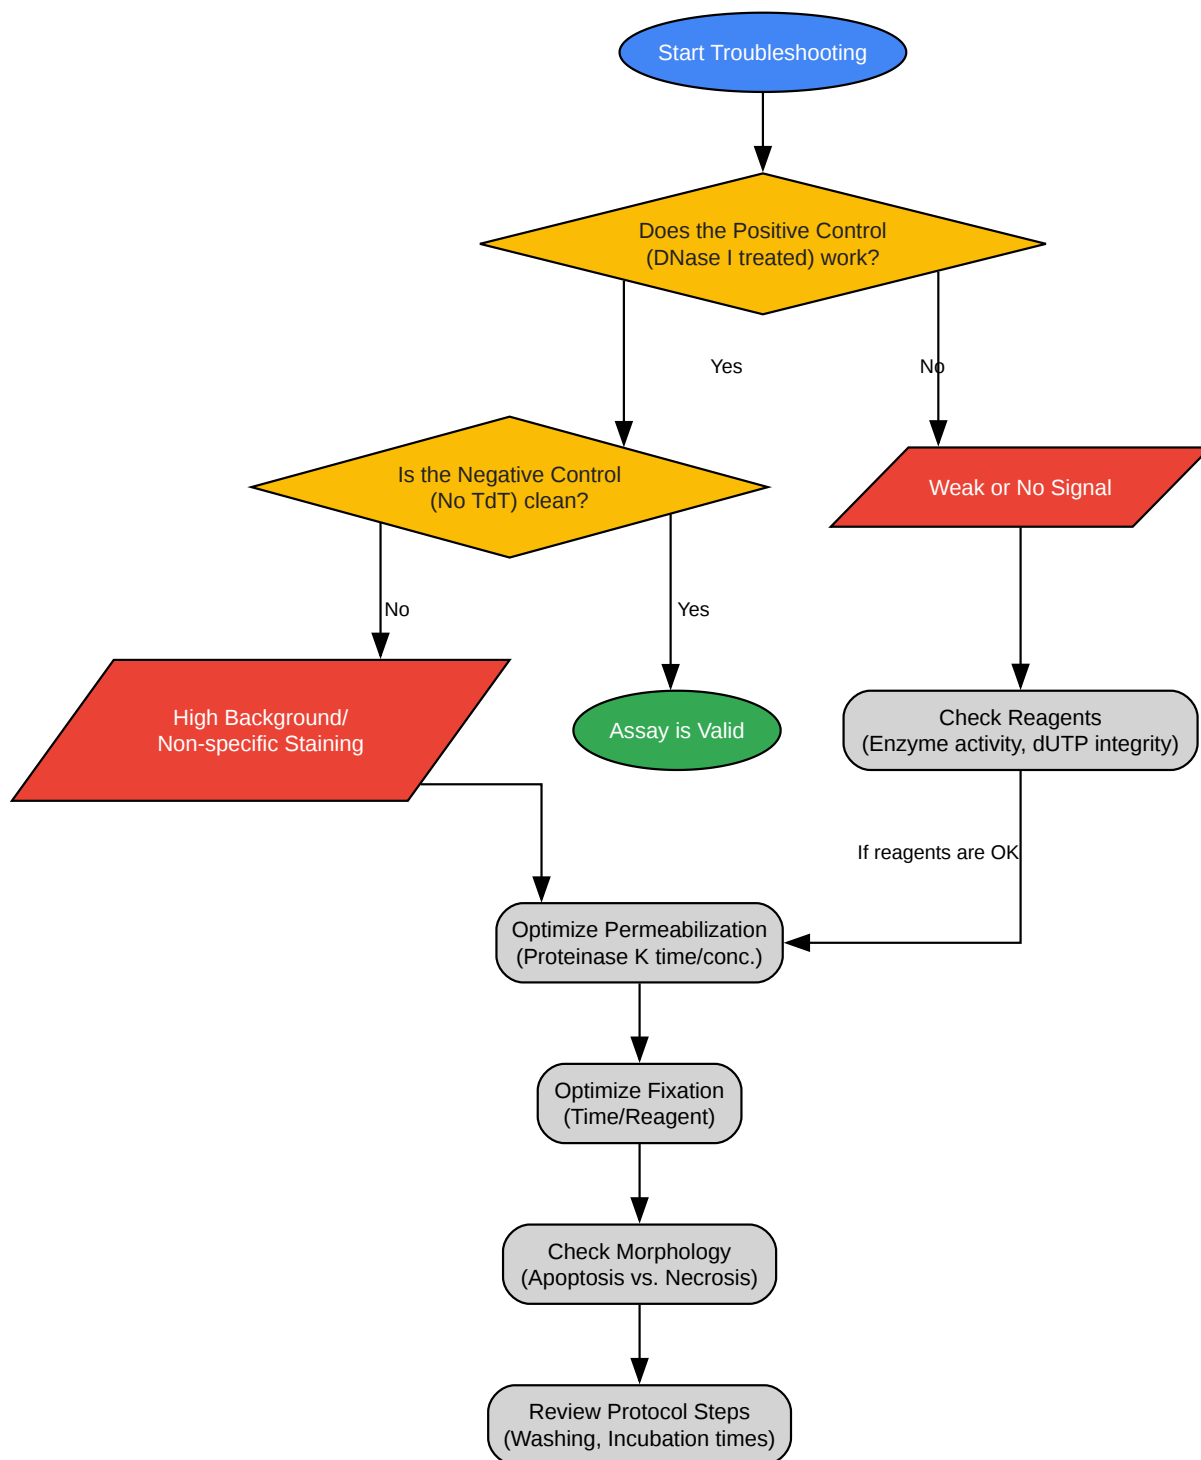 Start Troubleshooting
Does the Positive Control
(DNase I treated) work?
Yes
No
Is the Negative Control
(No TdT) clean?
Weak or No Signal
No
Yes
High Background/
Non-specific Staining
Assay is Valid
Check Reagents
(Enzyme activity, dUTP integrity)
If reagents are OK
Optimize Permeabilization
(Proteinase K time/conc.)
Optimize Fixation
(Time/Reagent)
Check Morphology
(Apoptosis vs. Necrosis)
Review Protocol Steps
(Washing, Incubation times)